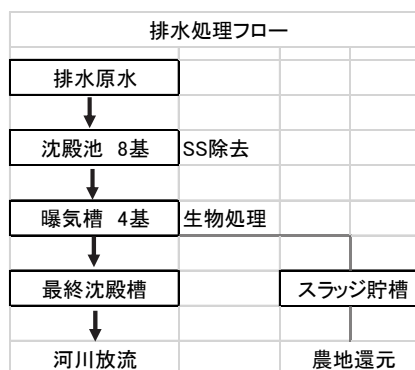 排水処理フロー
排水原水
沈殿池 8基 SS除去
曝気槽 4基 生物処理
最終沈殿槽 スラッジ貯槽
河川放流 農地還元